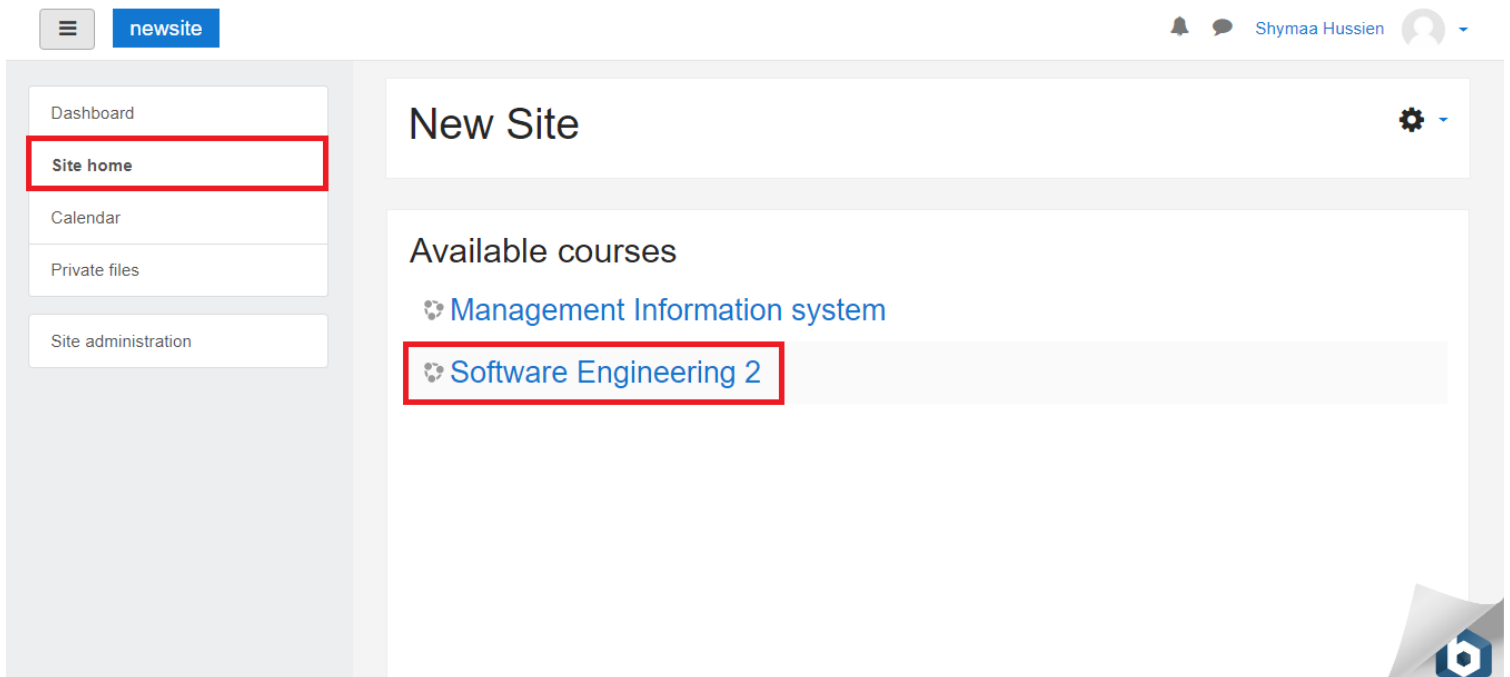 newsite
Shymaa Hussien
Dashboard
Site home
Calendar
Private files
Site administration
New Site
Available courses
Management Information system
Software Engineering 2
b